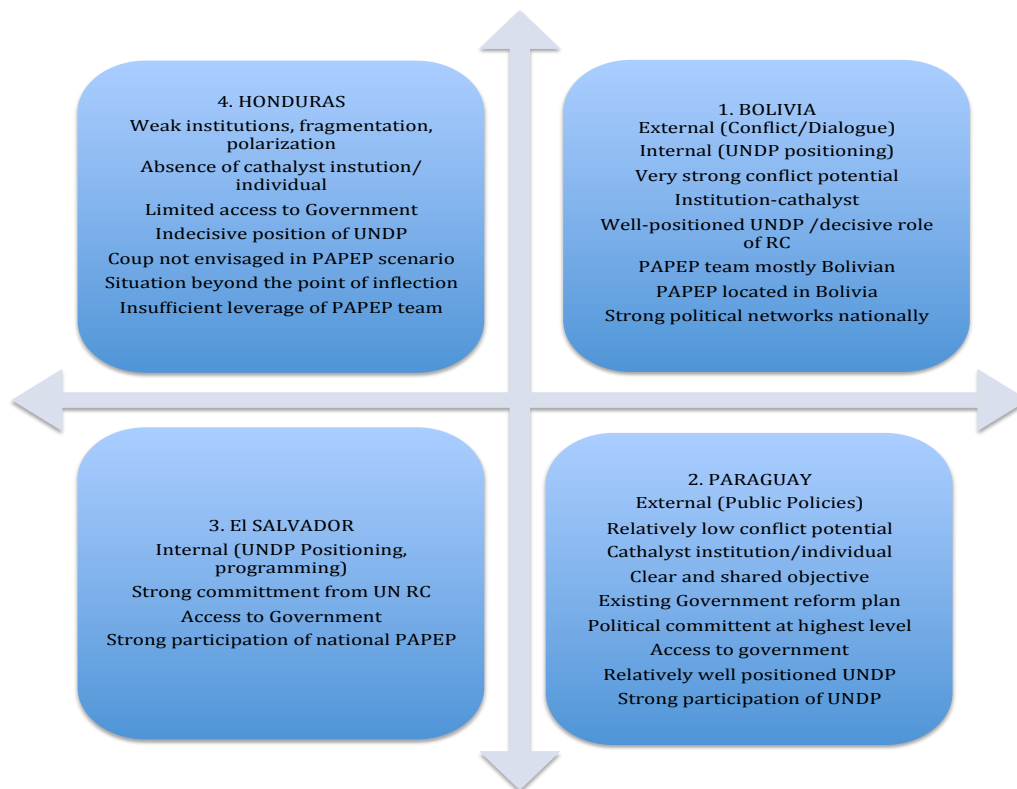 4. HONDURAS
Weak institutions, fragmentation,
polarization
Absence of cathalyst instution/
individual
Limited access to Government
Indecisive position of UNDP
Coup not envisaged in PAPEP scenario
Situation beyond the point of inflection
Insufficient leverage of PAPEP team
1. BOLIVIA
External (Conflict/Dialogue)
Internal (UNDP positioning)
Very strong conflict potential
Institution-cathalyst
Well-positioned UNDP /decisive role
of RC
PAPEP team mostly Bolivian
PAPEP located in Bolivia
Strong political networks nationally
3. El SALVADOR
Internal (UNDP Positioning,
programming)
Strong committment from UN RC
Access to Government
Strong participation of national PAPEP
2. PARAGUAY
External (Public Policies)
Relatively low conflict potential
Cathalyst institution/individual
Clear and shared objective
Existing Government reform plan
Political committent at highest level
Access to government
Relatively well positioned UNDP
Strong participation of UNDP